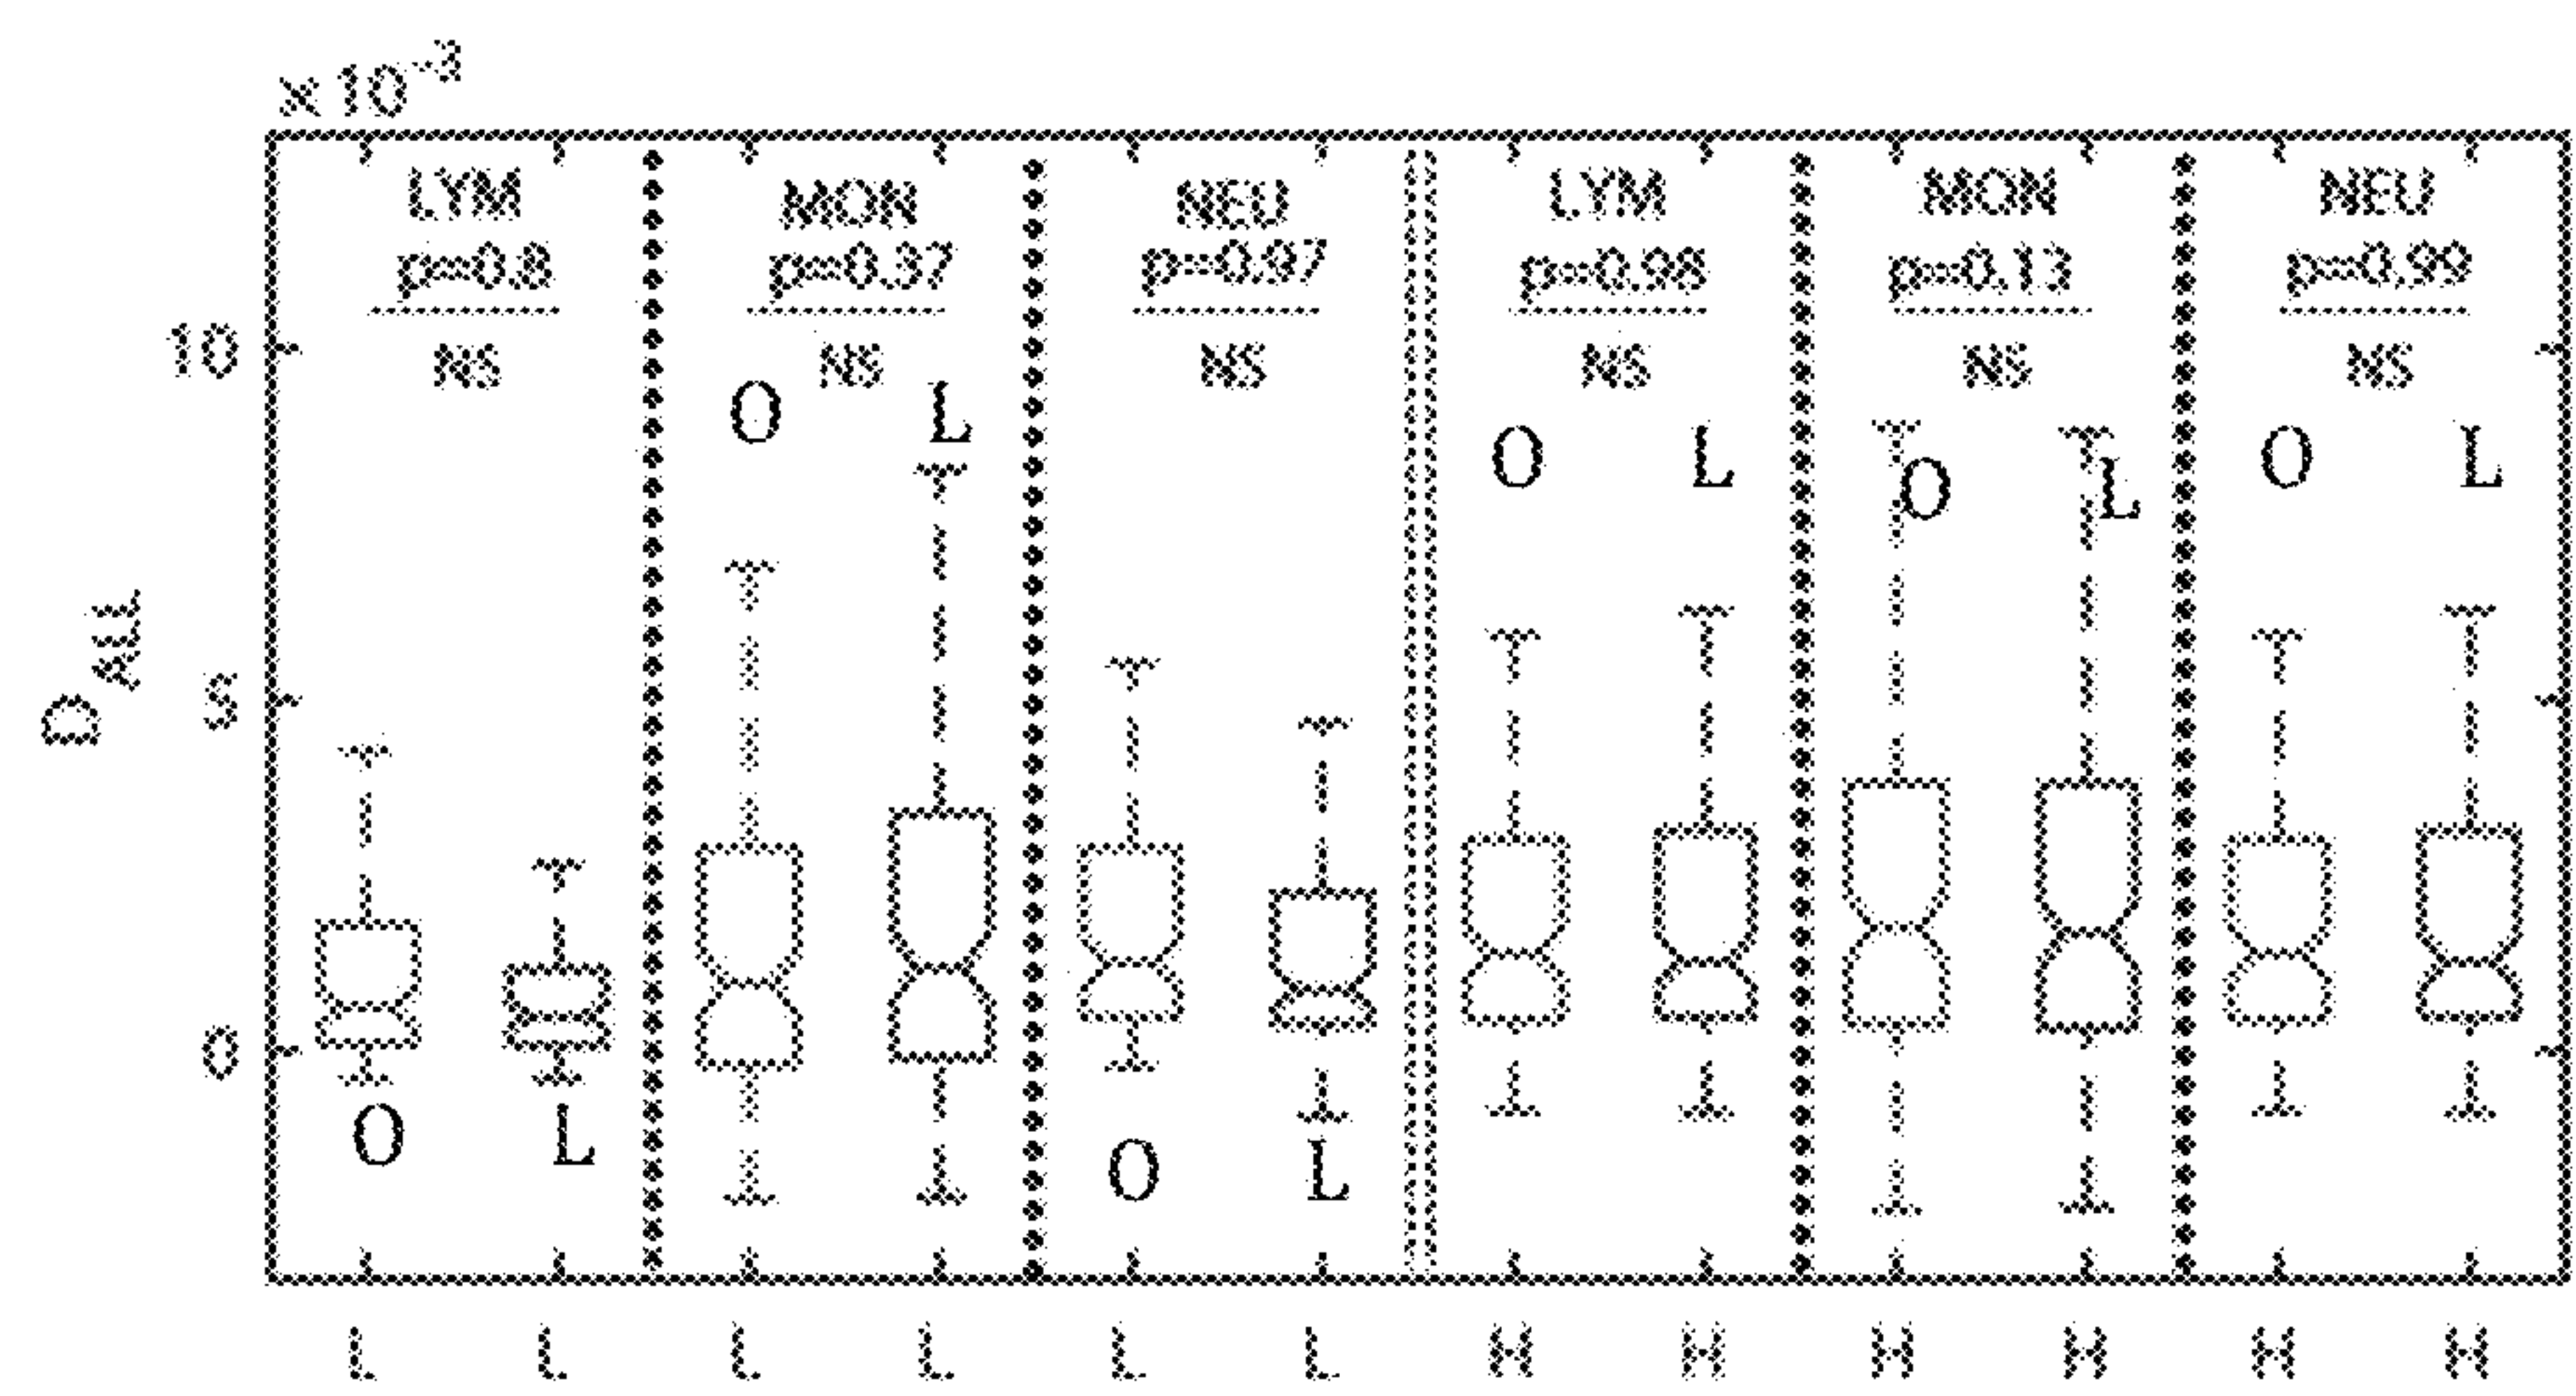 ×10⁻³
LYM MON NEU LYM MON NEU
p=0.8 p=0.37 p=0.97 p=0.98 p=0.13 p=0.99
10
NS NS NS NS NS NS
O L
O L O L
O L
D_ALL
5
0
O L
O L
L L L L L L H H H H H H